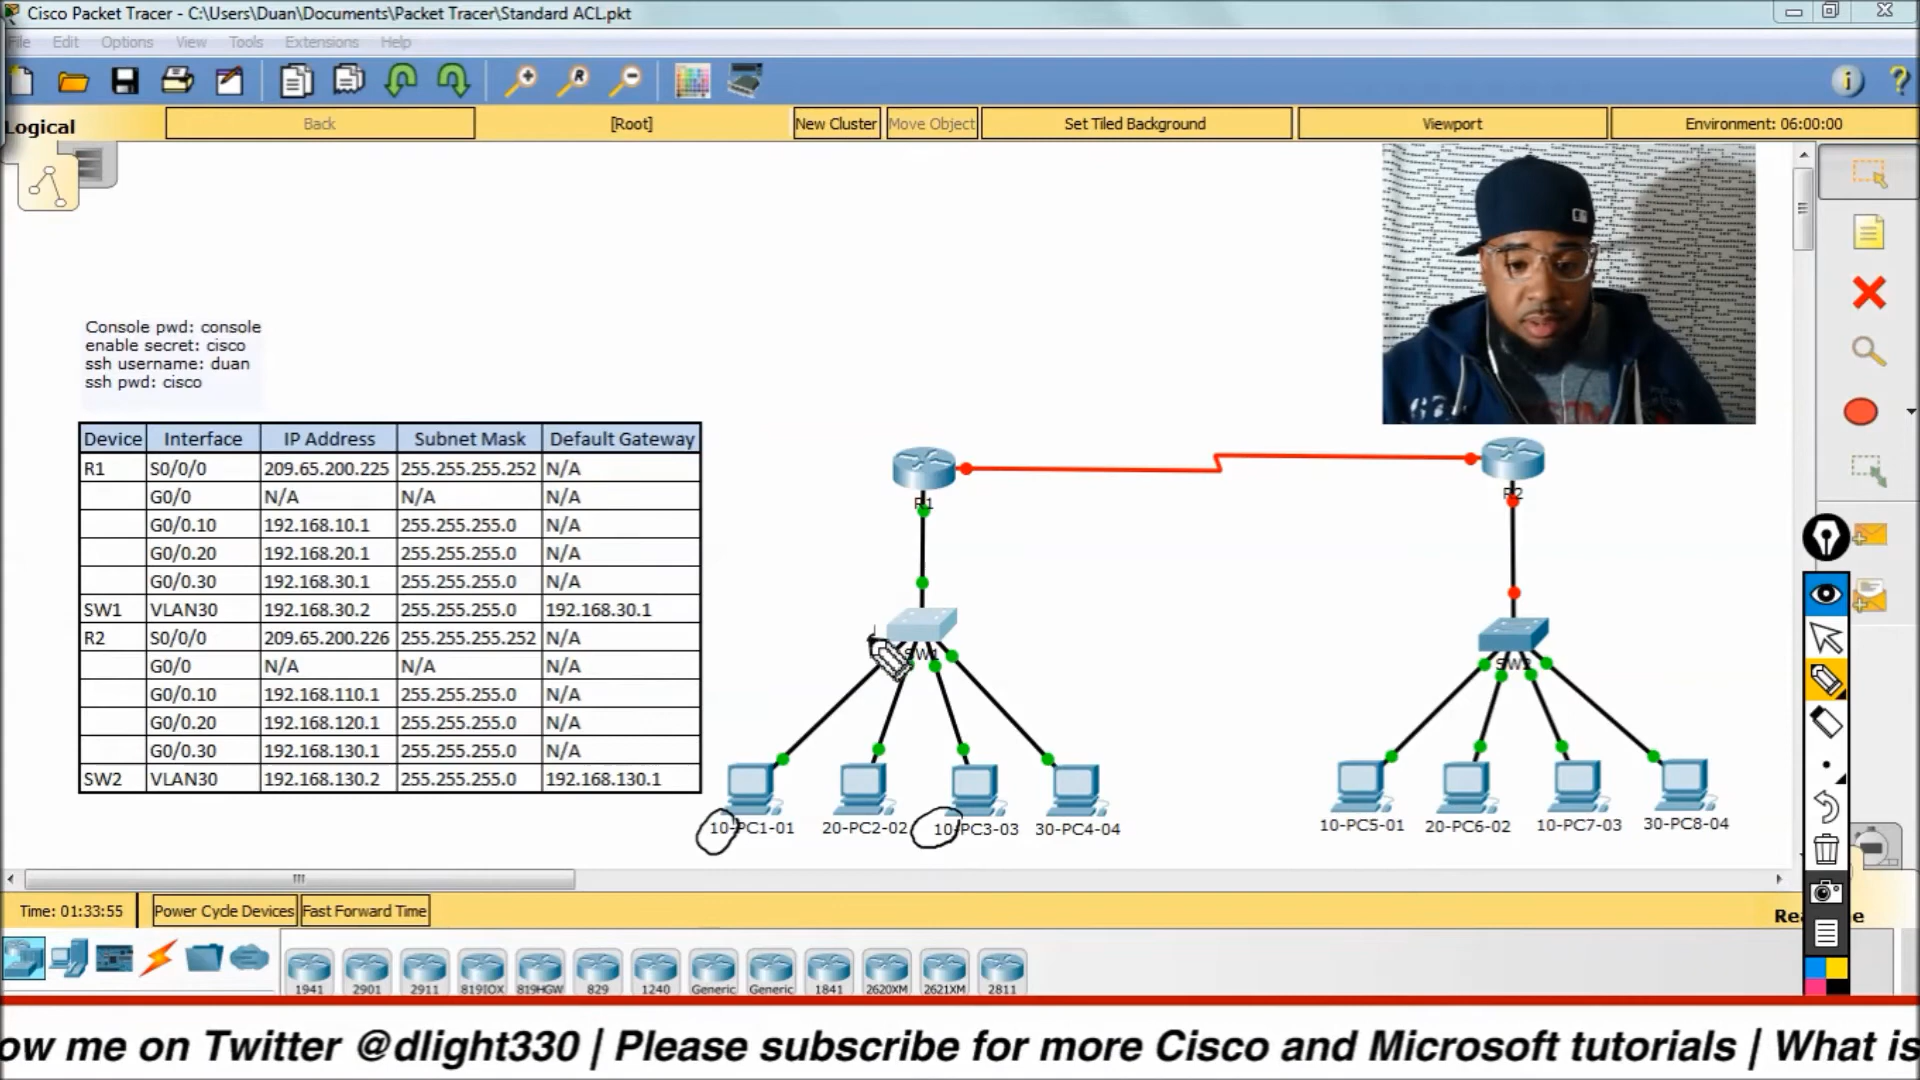 Cisco Packet Tracer - C:\Users\Duan\Documents\Packet Tracer\Standard ACL.pkt
File Edit Options View Tools Extensions Help
Logical Back [Root] New Cluster Move Object Set Tiled Background Viewport Environment: 06:00:00
Console pwd: console
enable secret: cisco
ssh username: duan
ssh pwd: cisco
Device Interface IP Address Subnet Mask Default Gateway
R1 S0/0/0 209.65.200.225 255.255.255.252 N/A
G0/0 N/A N/A N/A
G0/0.10 192.168.10.1 255.255.255.0 N/A
G0/0.20 192.168.20.1 255.255.255.0 N/A
G0/0.30 192.168.30.1 255.255.255.0 N/A
SW1 VLAN30 192.168.30.2 255.255.255.0 192.168.30.1
R2 S0/0/0 209.65.200.226 255.255.255.252 N/A
G0/0 N/A N/A N/A
G0/0.10 192.168.110.1 255.255.255.0 N/A
G0/0.20 192.168.120.1 255.255.255.0 N/A
G0/0.30 192.168.130.1 255.255.255.0 N/A
SW2 VLAN30 192.168.130.2 255.255.255.0 192.168.130.1
R1
R2
SW1
SW2
10-PC1-01 20-PC2-02 10-PC3-03 30-PC4-04 10-PC5-01 20-PC6-02 10-PC7-03 30-PC8-04
Time: 01:33:55 Power Cycle Devices Fast Forward Time
1941 2901 2911 819IOX 819HGW 829 1240 Generic Generic 1841 2620XM 2621XM 2811
ow me on Twitter @dlight330 | Please subscribe for more Cisco and Microsoft tutorials | What is